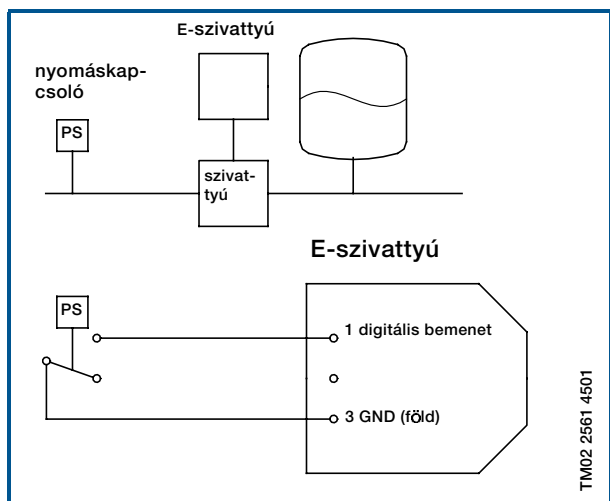 E-szivattyú
nyomáskap-
csoló
PS
szivat-
tyú
E-szivattyú
PS
1 digitális bemenet
3 GND (föld)
TM02 2561 4501